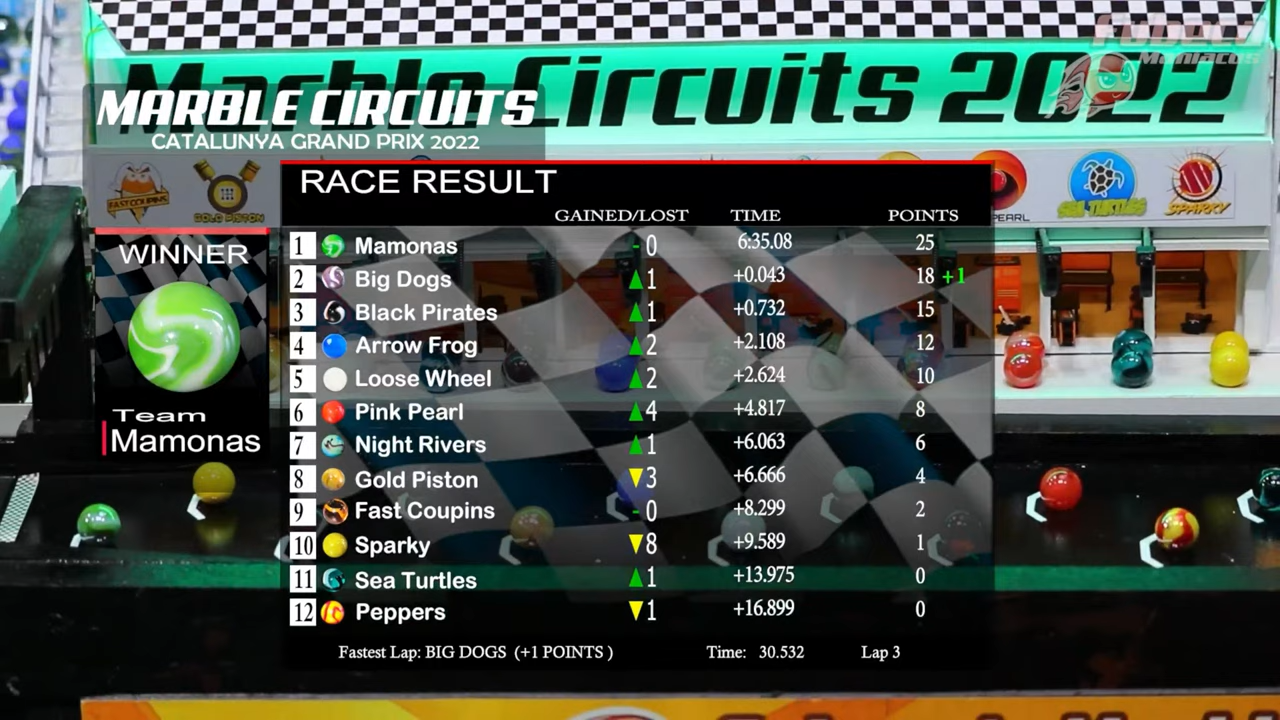 Fubeca
Maniacos
Marble Circuits 2022
MARBLE CIRCUITS
CATALUNYA GRAND PRIX 2022
FAST COUPINS
GOLD PISTON
PEARL
SEA TURTLES
SPARKY
RACE RESULT
GAINED/LOST TIME POINTS
WINNER
Team
Mamonas
1 Mamonas - 0 6:35.08 25
2 Big Dogs ▲ 1 +0.043 18 +1
3 Black Pirates ▲ 1 +0.732 15
4 Arrow Frog ▲ 2 +2.108 12
5 Loose Wheel ▲ 2 +2.624 10
6 Pink Pearl ▲ 4 +4.817 8
7 Night Rivers ▲ 1 +6.063 6
8 Gold Piston ▼ 3 +6.666 4
9 Fast Coupins - 0 +8.299 2
10 Sparky ▼ 8 +9.589 1
11 Sea Turtles ▲ 1 +13.975 0
12 Peppers ▼ 1 +16.899 0
Fastest Lap: BIG DOGS (+1 POINTS ) Time: 30.532 Lap 3